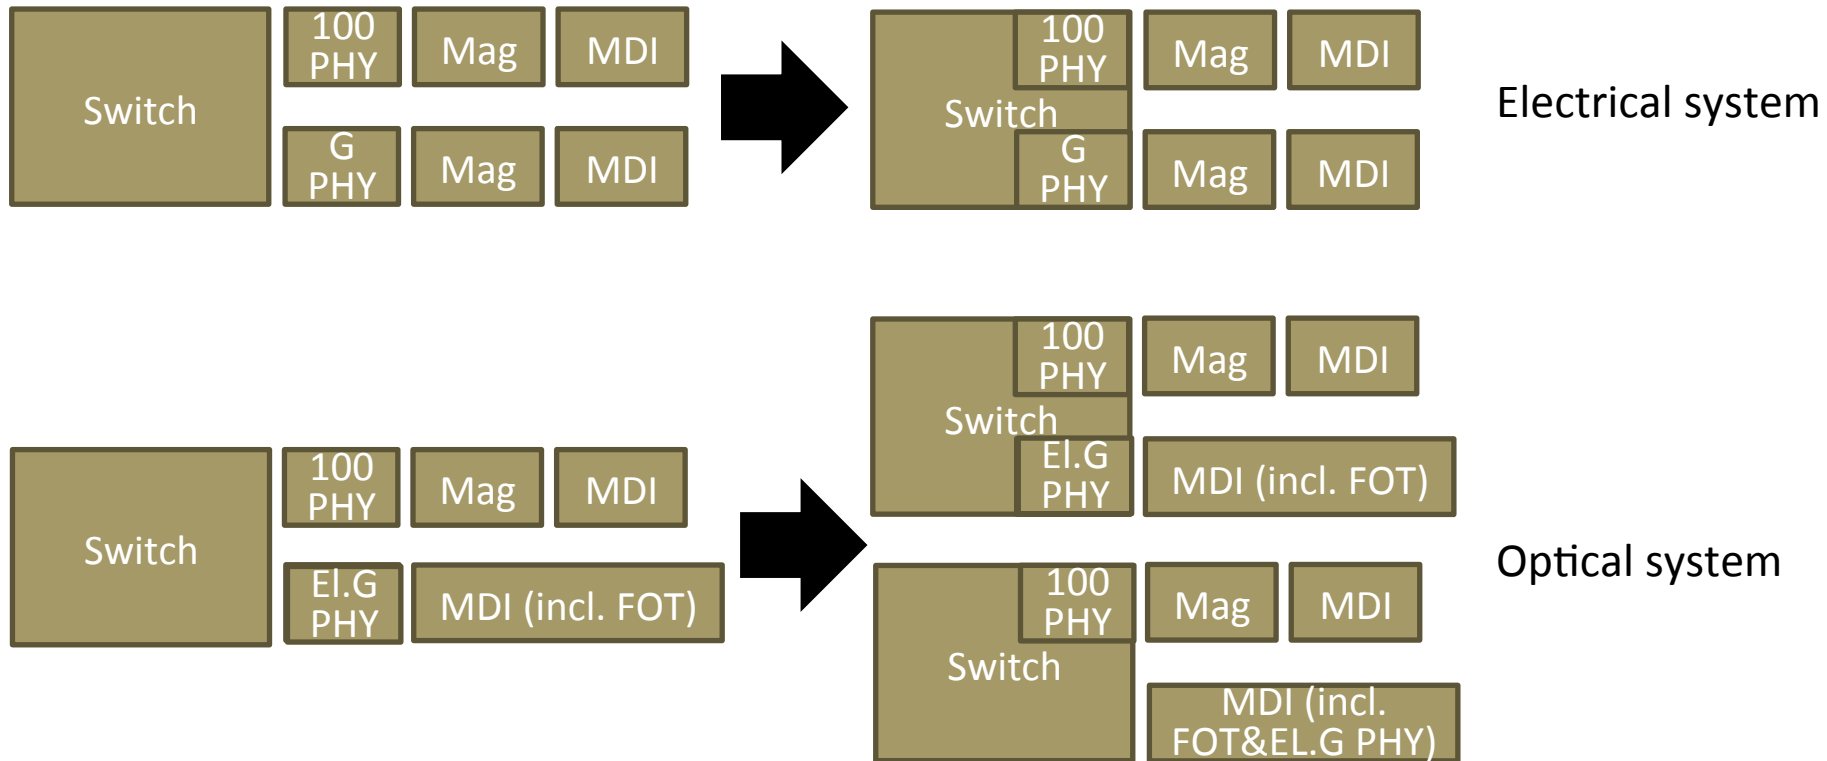 Switch
100
PHY
Mag
MDI
G
PHY
Mag
MDI
Switch
100
PHY
Mag
MDI
G
PHY
Mag
MDI
Electrical system
Switch
100
PHY
Mag
MDI
El.G
PHY
MDI (incl. FOT)
Switch
100
PHY
Mag
MDI
El.G
PHY
MDI (incl. FOT)
Switch
100
PHY
Mag
MDI
MDI (incl.
FOT&EL.G PHY)
Optical system